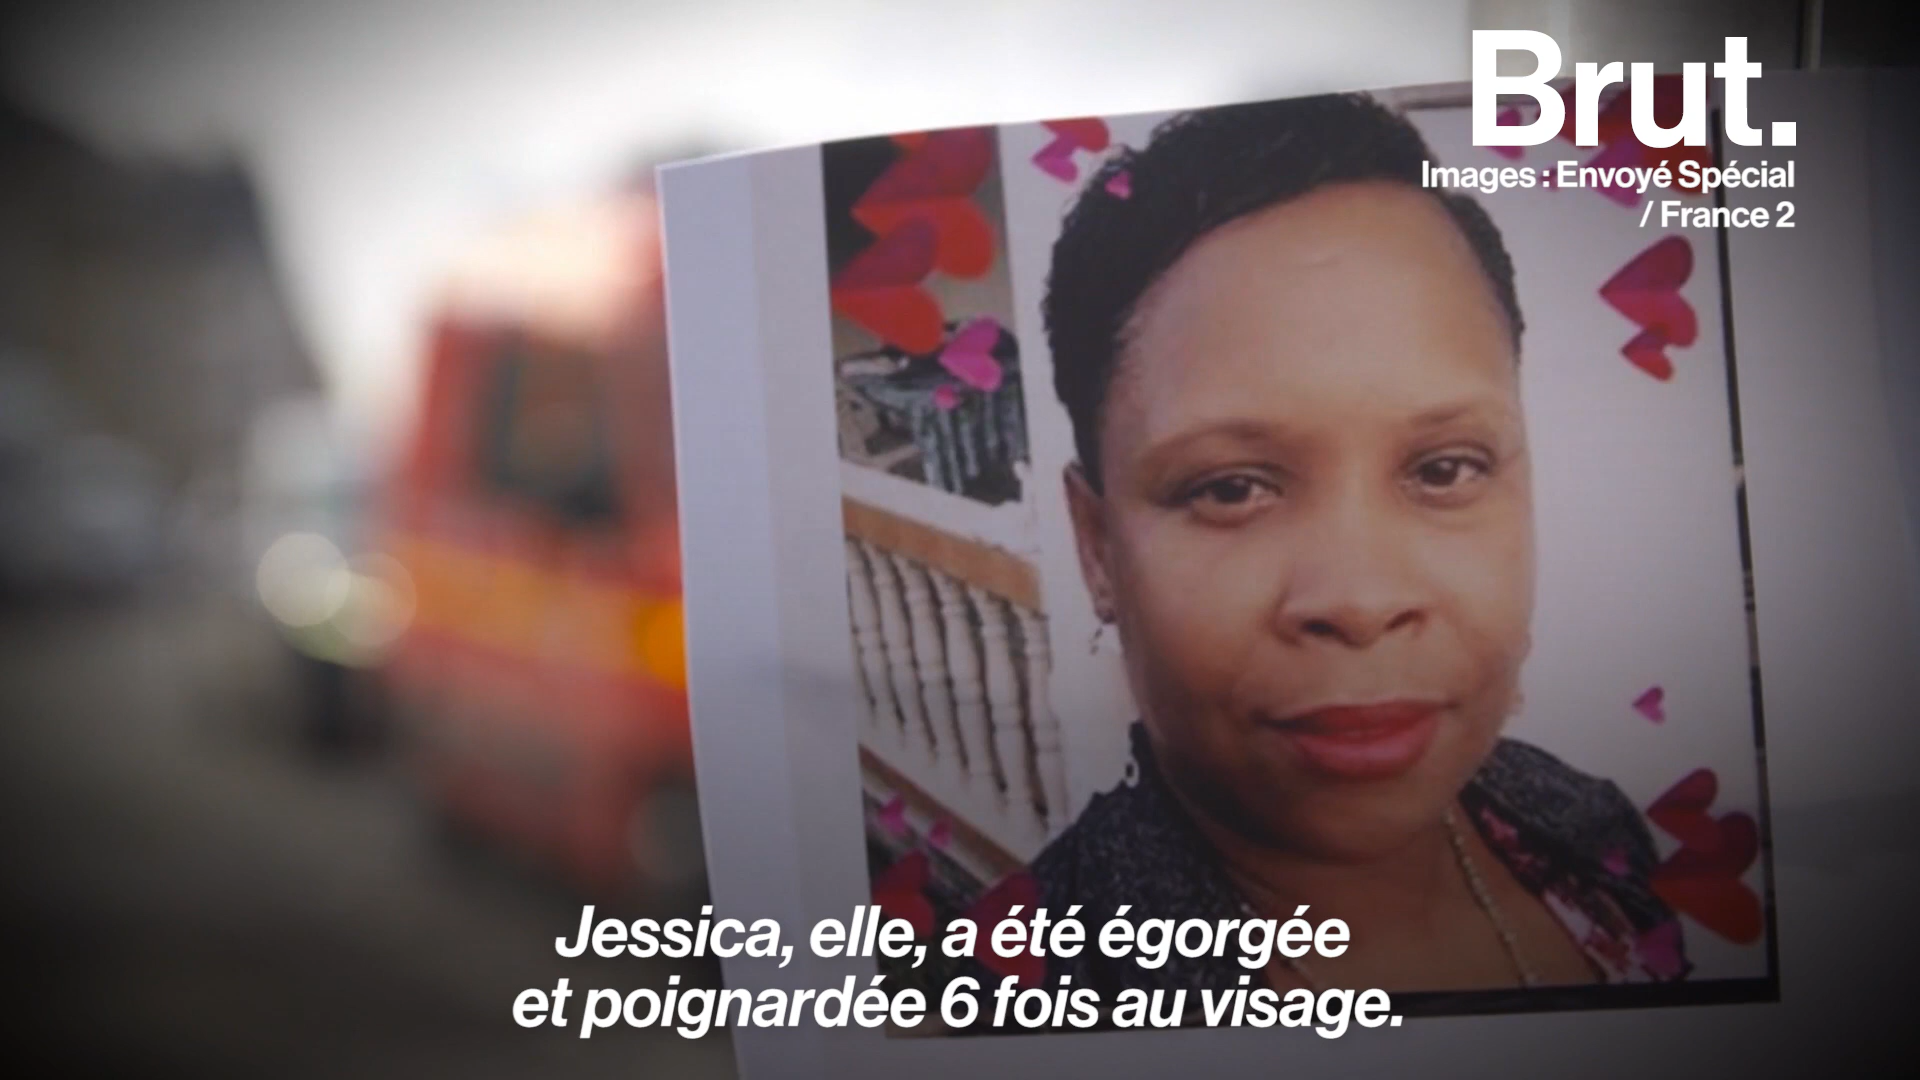 Brut.
Images : Envoyé Spécial
/ France 2
Jessica, elle, a été égorgée
et poignardée 6 fois au visage.